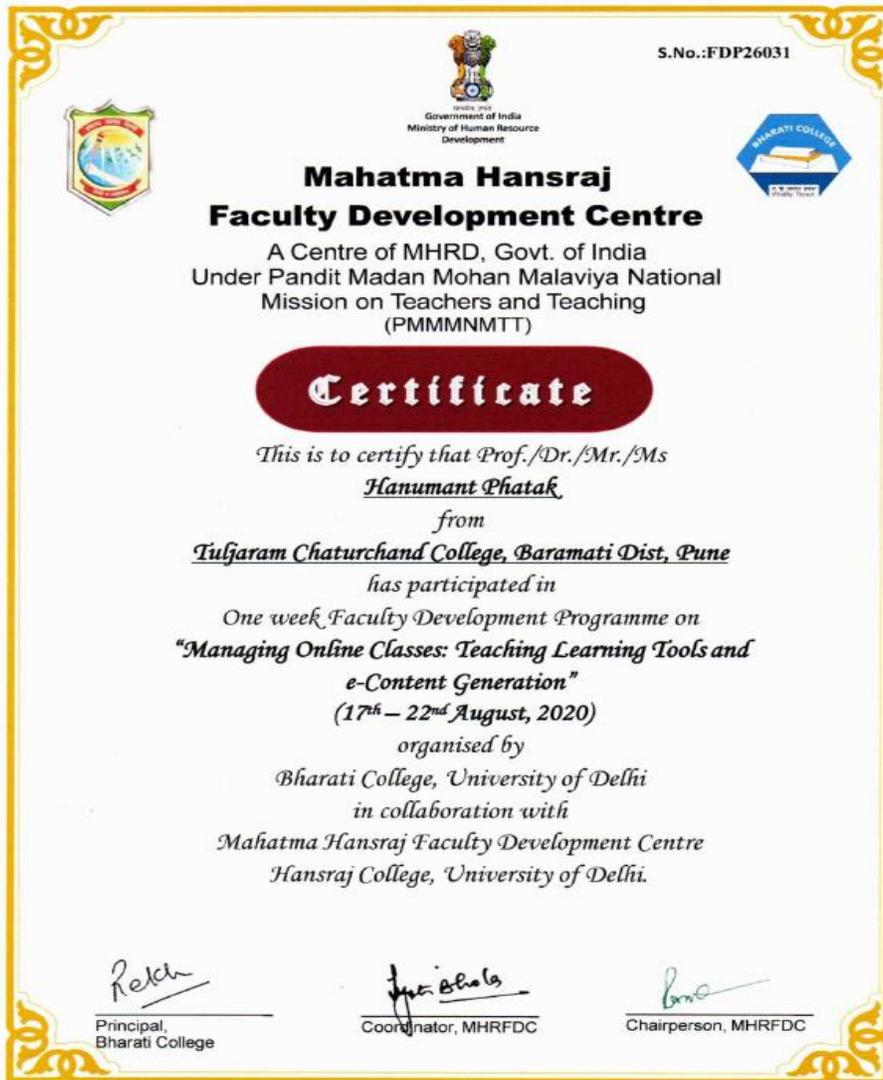 S.No.:FDP26031
Government of India
Ministry of Human Resource
Development
BHARATI COLLEGE
Mahatma Hansraj
Faculty Development Centre
A Centre of MHRD, Govt. of India
Under Pandit Madan Mohan Malaviya National
Mission on Teachers and Teaching
(PMMMNMTT)
Certificate
This is to certify that Prof./Dr./Mr./Ms
Hanumant Phatak
from
Tuljaram Chaturchand College, Baramati Dist, Pune
has participated in
One week Faculty Development Programme on
“Managing Online Classes: Teaching Learning Tools and
e-Content Generation”
(17th – 22nd August, 2020)
organised by
Bharati College, University of Delhi
in collaboration with
Mahatma Hansraj Faculty Development Centre
Hansraj College, University of Delhi.
Principal,
Bharati College
Coordinator, MHRFDC
Chairperson, MHRFDC